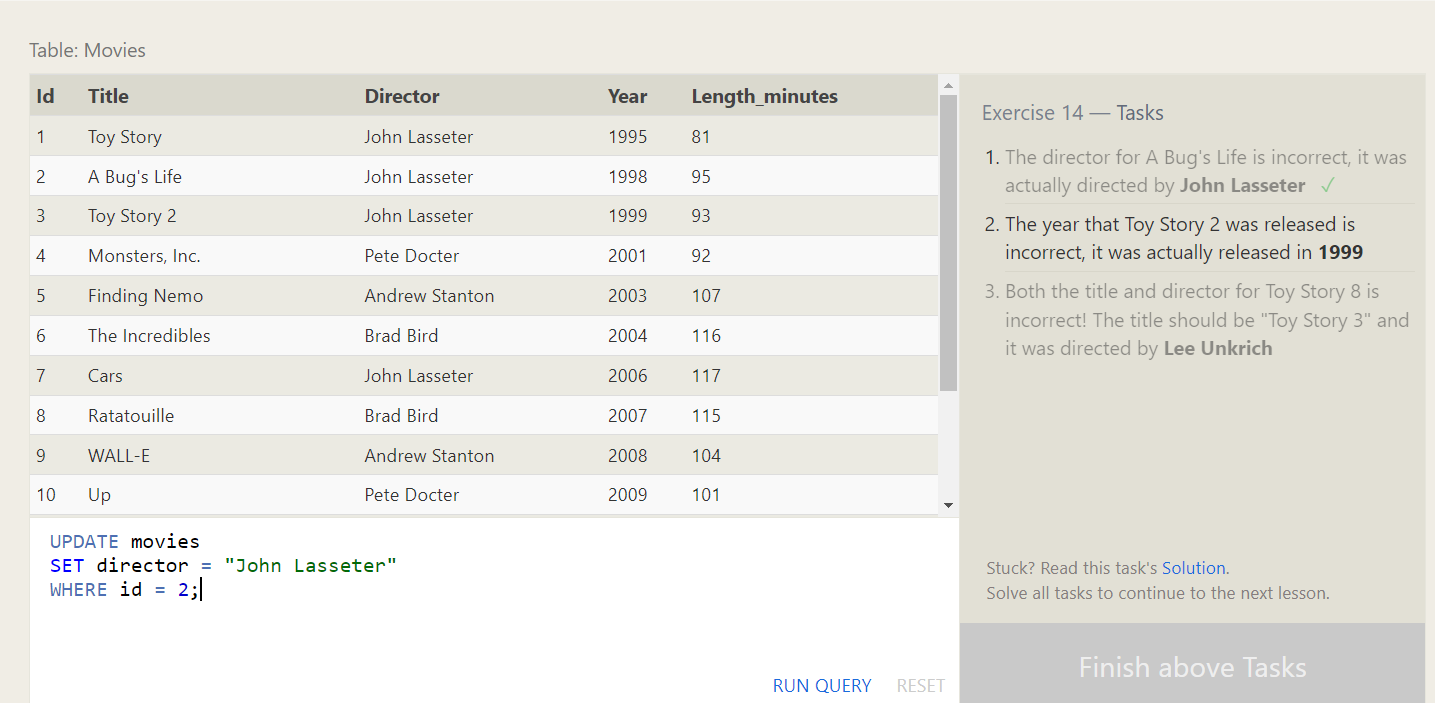 Table: Movies
Id Title Director Year Length_minutes
1 Toy Story John Lasseter 1995 81
2 A Bug's Life John Lasseter 1998 95
3 Toy Story 2 John Lasseter 1999 93
4 Monsters, Inc. Pete Docter 2001 92
5 Finding Nemo Andrew Stanton 2003 107
6 The Incredibles Brad Bird 2004 116
7 Cars John Lasseter 2006 117
8 Ratatouille Brad Bird 2007 115
9 WALL-E Andrew Stanton 2008 104
10 Up Pete Docter 2009 101
UPDATE movies
SET director = "John Lasseter"
WHERE id = 2;
RUN QUERY RESET
Exercise 14 — Tasks
1. The director for A Bug's Life is incorrect, it was
actually directed by John Lasseter ✓
2. The year that Toy Story 2 was released is
incorrect, it was actually released in 1999
3. Both the title and director for Toy Story 8 is
incorrect! The title should be "Toy Story 3" and
it was directed by Lee Unkrich
Stuck? Read this task's Solution.
Solve all tasks to continue to the next lesson.
Finish above Tasks